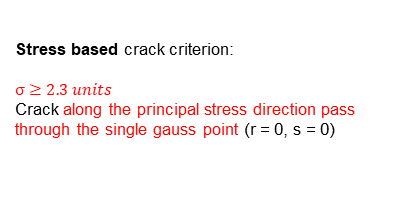 Stress based crack criterion:
σ ≥ 2.3 units
Crack along the principal stress direction pass
through the single gauss point (r = 0, s = 0)